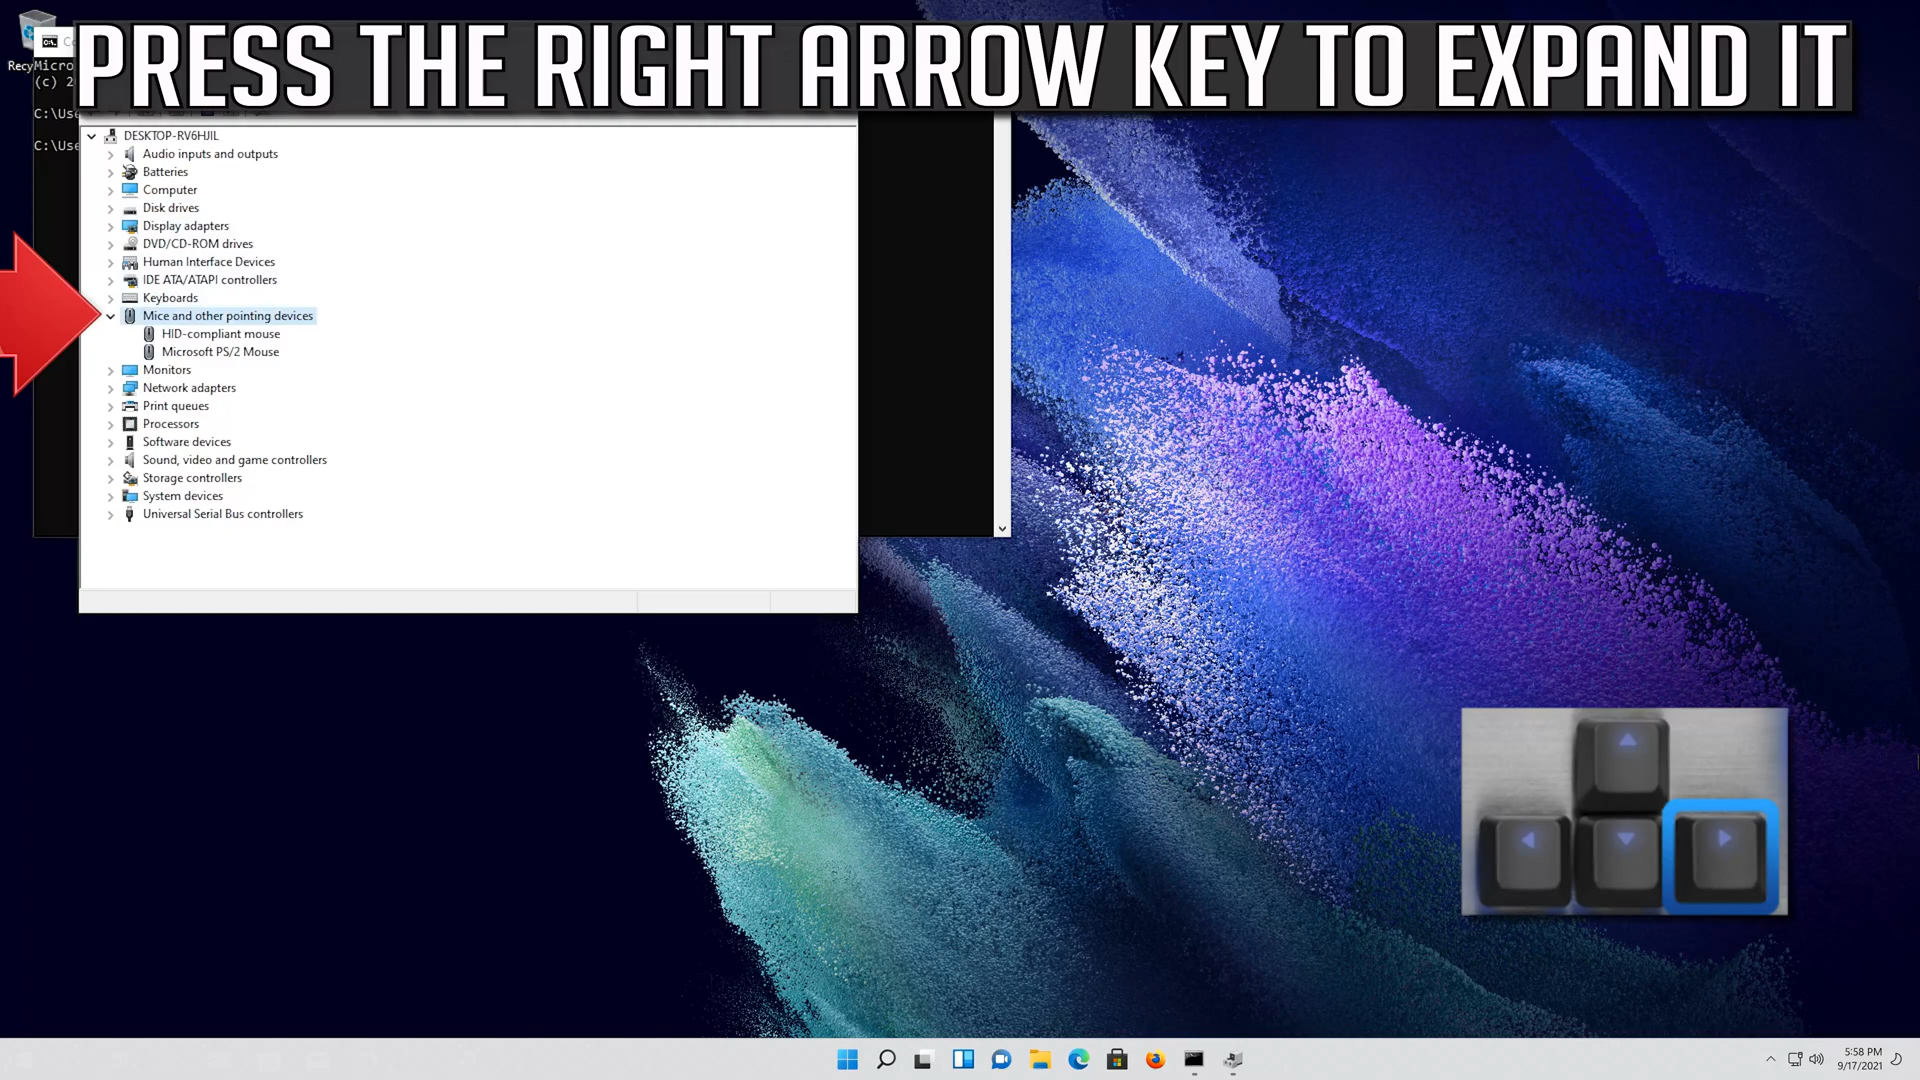 PRESS THE RIGHT ARROW KEY TO EXPAND IT
Recy
Micro
(c) 2
C:\Use
C:\Use
DESKTOP-RV6HJIL
Audio inputs and outputs
Batteries
Computer
Disk drives
Display adapters
DVD/CD-ROM drives
Human Interface Devices
IDE ATA/ATAPI controllers
Keyboards
Mice and other pointing devices
HID-compliant mouse
Microsoft PS/2 Mouse
Monitors
Network adapters
Print queues
Processors
Software devices
Sound, video and game controllers
Storage controllers
System devices
Universal Serial Bus controllers
5:58 PM
9/17/2021